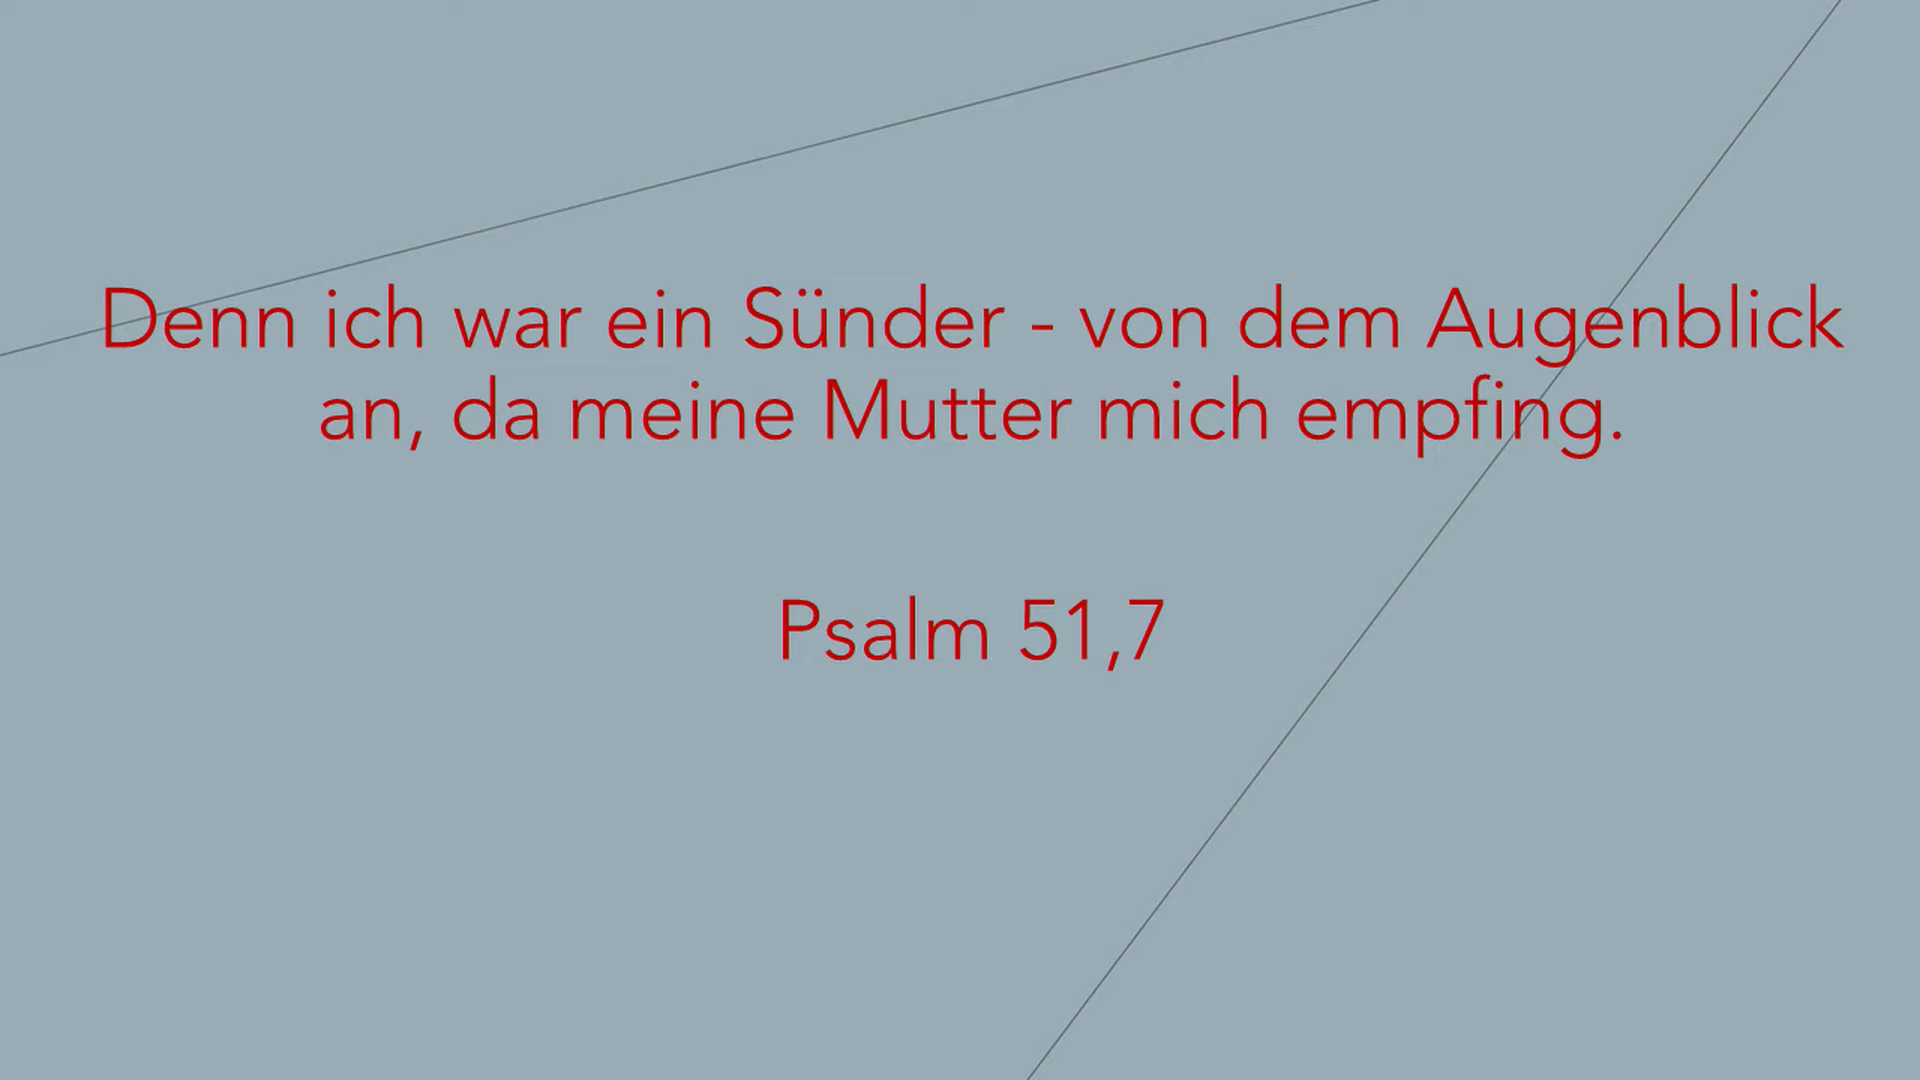 Denn ich war ein Sünder - von dem Augenblick
an, da meine Mutter mich empfing.
Psalm 51,7